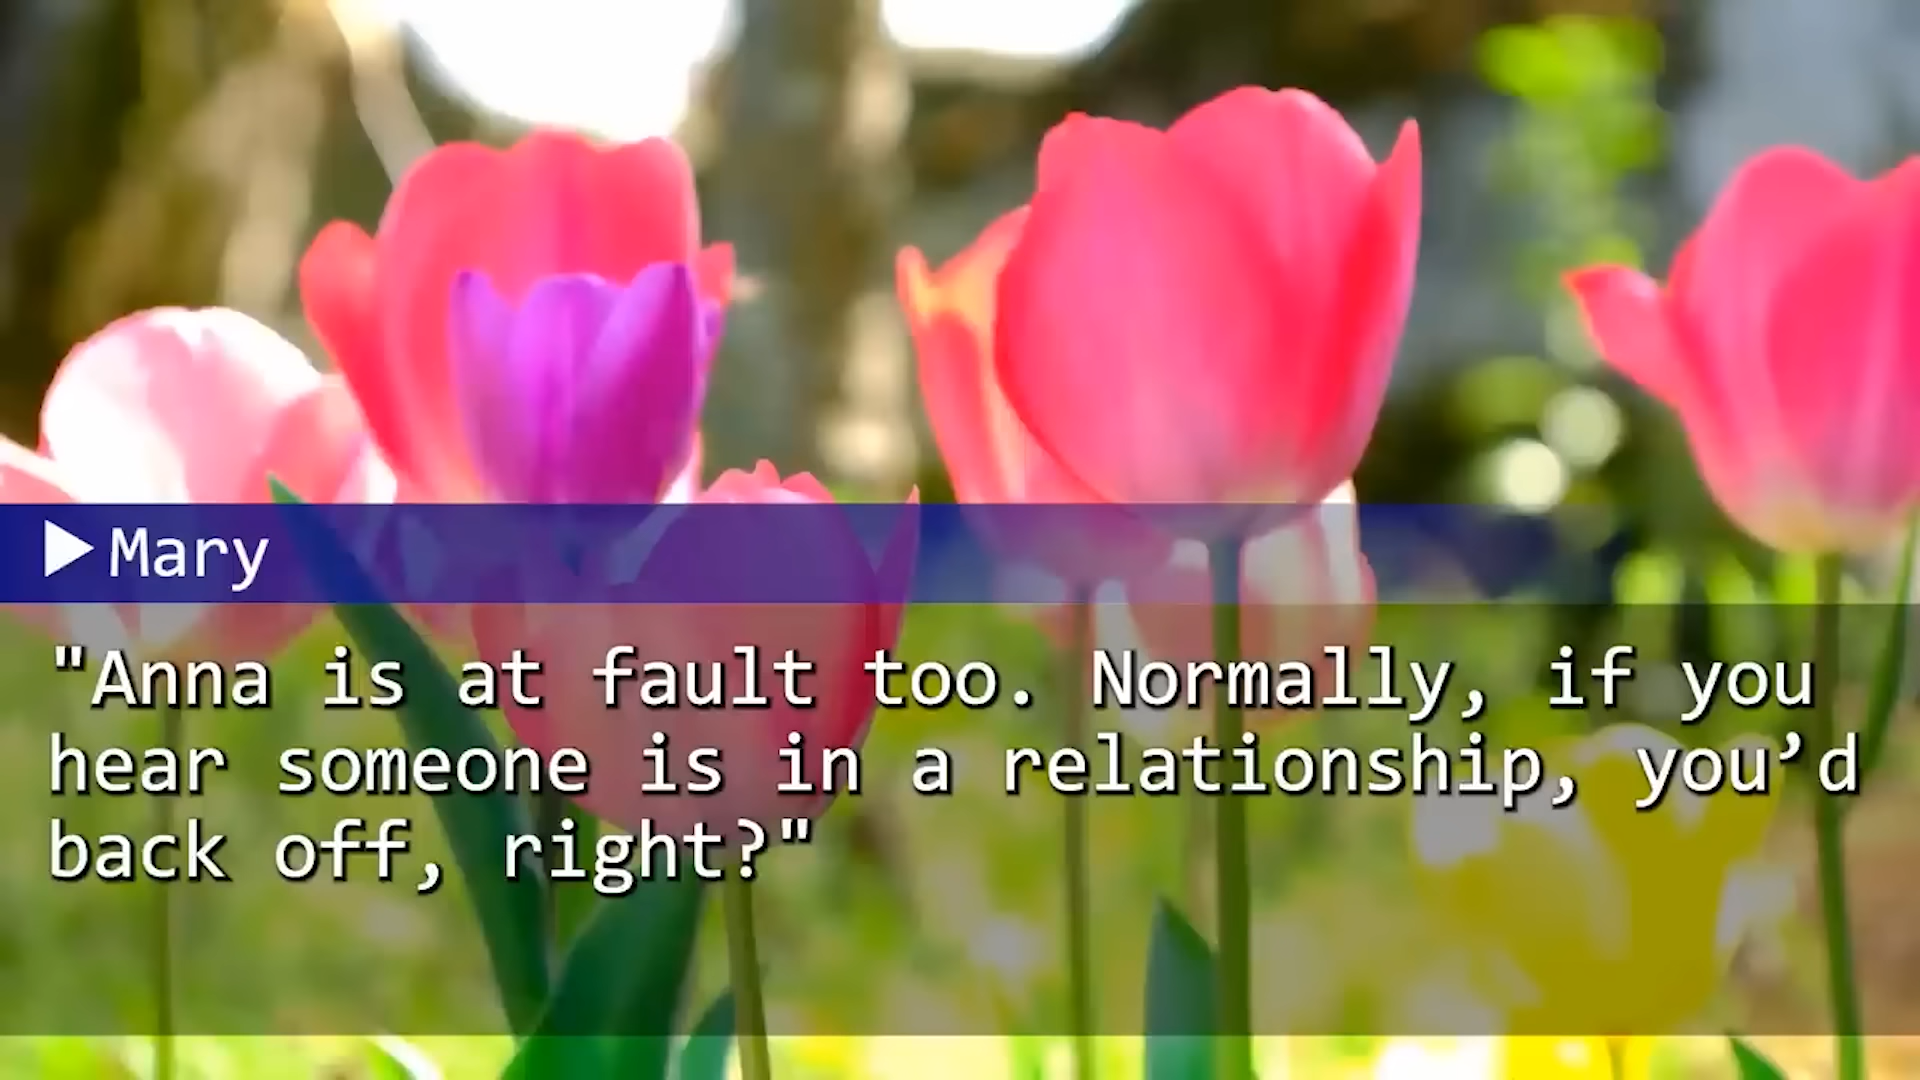 Mary
"Anna is at fault too. Normally, if you
hear someone is in a relationship, you’d
back off, right?"